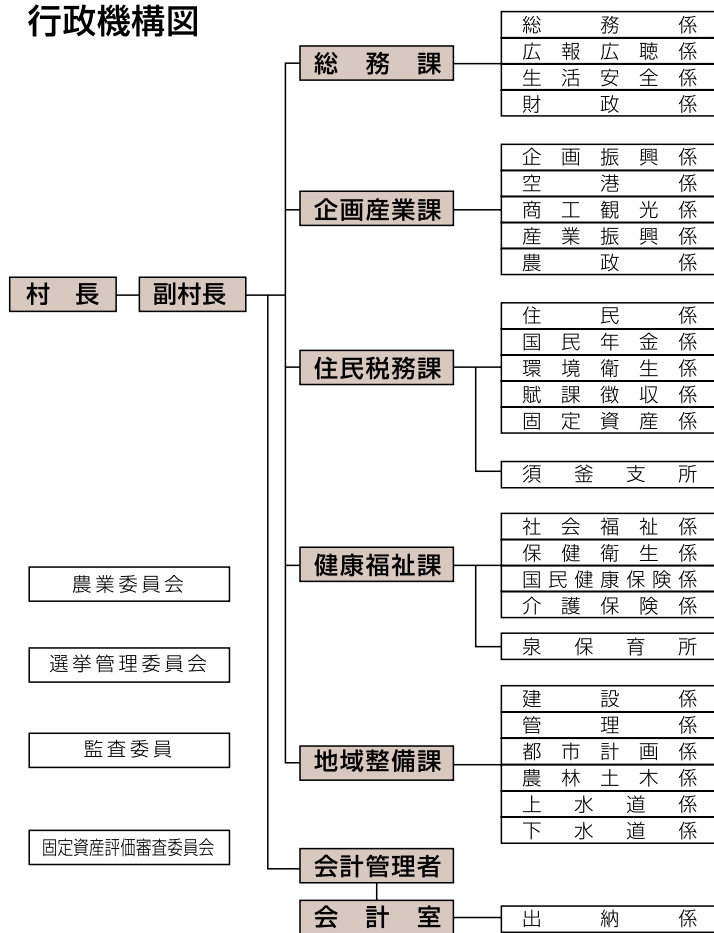 行政機構図
村長
副村長
総務課
総務係
広報広聴係
生活安全係
財政係
企画産業課
企画振興係
空港係
商工観光係
産業振興係
農政係
住民税務課
住民係
国民年金係
環境衛生係
賦課徴収係
固定資産係
須釜支所
健康福祉課
社会福祉係
保健衛生係
国民健康保険係
介護保険係
泉保育所
地域整備課
建設係
管理係
都市計画係
農林土木係
上水道係
下水道係
会計管理者
会計室
出納係
農業委員会
選挙管理委員会
監査委員
固定資産評価審査委員会